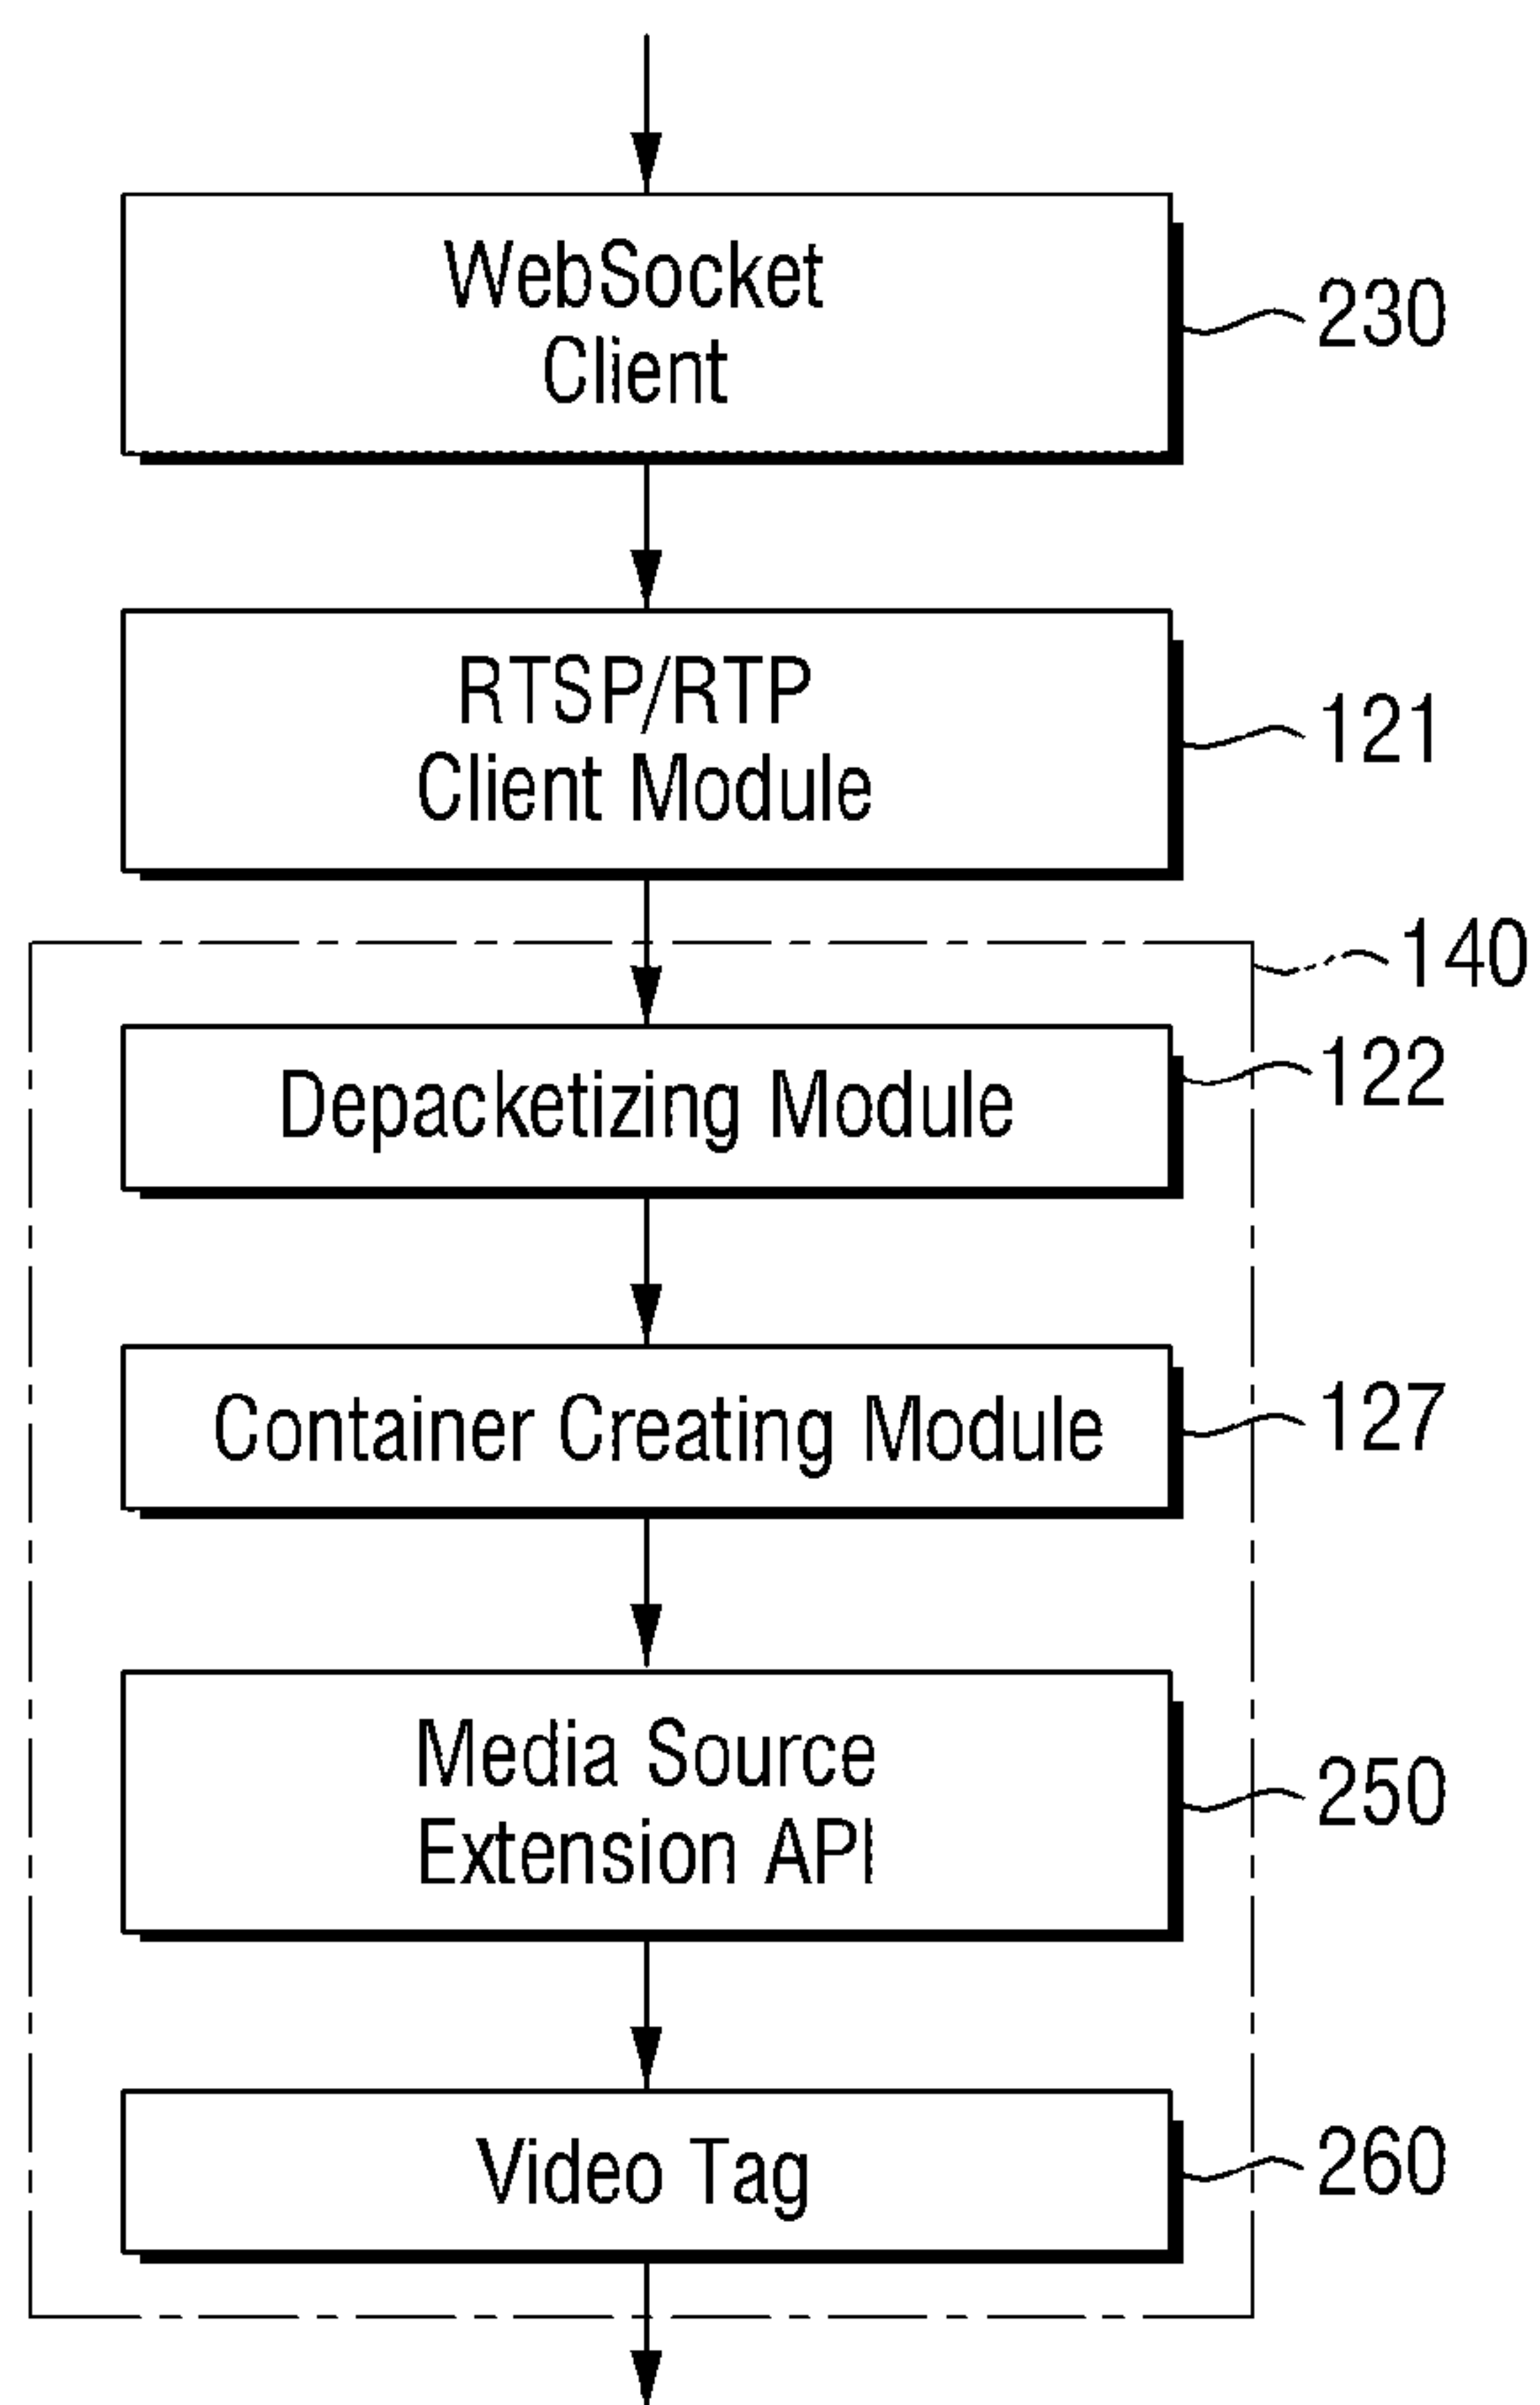 WebSocket
Client
230
RTSP/RTP
Client Module
121
140
Depacketizing Module
122
Container Creating Module
127
Media Source
Extension API
250
Video Tag
260